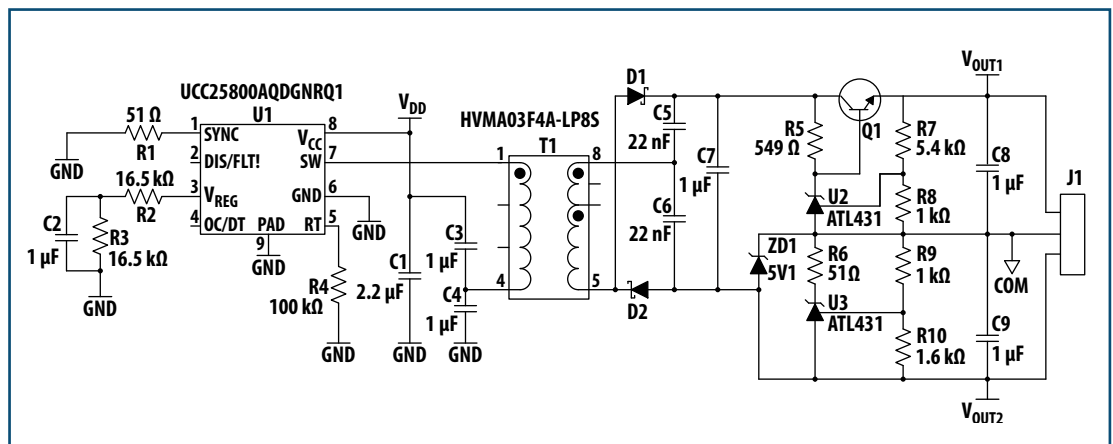 UCC25800AQDGNRQ1
U1
51 Ω
R1
GND
1 SYNC
2 DIS/FLT!
3 VREG
4 OC/DT
PAD
9
GND
VCC 8
SW 7
GND 6
RT 5
16.5 kΩ
R2
C2
1 µF
R3
16.5 kΩ
GND
GND
R4
100 kΩ
GND
VDD
C1
2.2 µF
GND
C3
1 µF
C4
1 µF
GND
HVMA03F4A-LP8S
T1
1
4
8
5
D1
D2
C5
22 nF
C6
22 nF
C7
1 µF
ZD1
5V1
R5
549 Ω
Q1
U2
ATL431
R6
51Ω
U3
ATL431
R7
5.4 kΩ
R8
1 kΩ
R9
1 kΩ
R10
1.6 kΩ
VOUT1
C8
1 µF
J1
COM
C9
1 µF
VOUT2